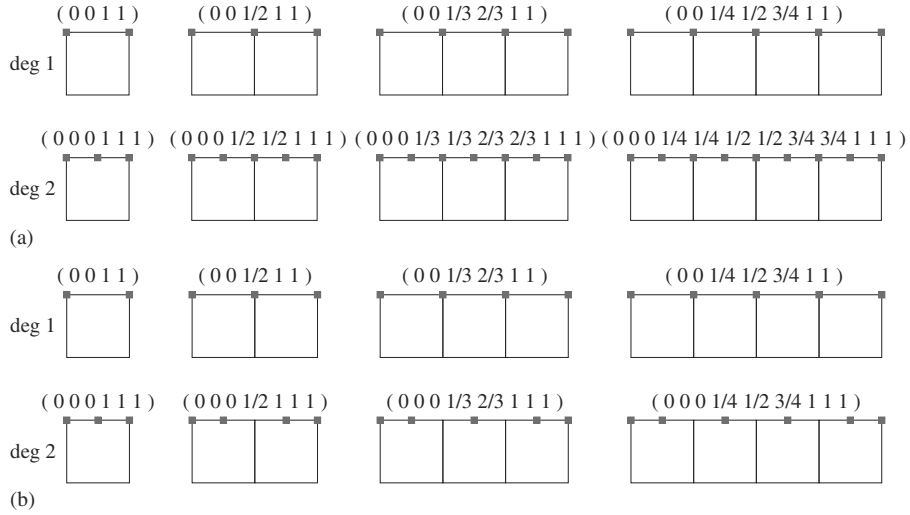 ( 0 0 1 1 ) ( 0 0 1/2 1 1 ) ( 0 0 1/3 2/3 1 1 ) ( 0 0 1/4 1/2 3/4 1 1 )
deg 1
( 0 0 0 1 1 1 ) ( 0 0 0 1/2 1/2 1 1 1 ) ( 0 0 0 1/3 1/3 2/3 2/3 1 1 1 ) ( 0 0 0 1/4 1/4 1/2 1/2 3/4 3/4 1 1 1 )
deg 2
(a)
( 0 0 1 1 ) ( 0 0 1/2 1 1 ) ( 0 0 1/3 2/3 1 1 ) ( 0 0 1/4 1/2 3/4 1 1 )
deg 1
( 0 0 0 1 1 1 ) ( 0 0 0 1/2 1 1 1 ) ( 0 0 0 1/3 2/3 1 1 1 ) ( 0 0 0 1/4 1/2 3/4 1 1 1 )
deg 2
(b)